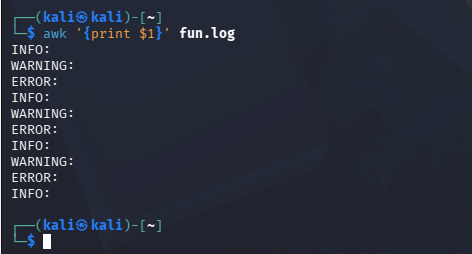 ┌──(kali㉿kali)-[~]
└─$ awk '{print $1}' fun.log
INFO:
WARNING:
ERROR:
INFO:
WARNING:
ERROR:
INFO:
WARNING:
ERROR:
INFO:
┌──(kali㉿kali)-[~]
└─$